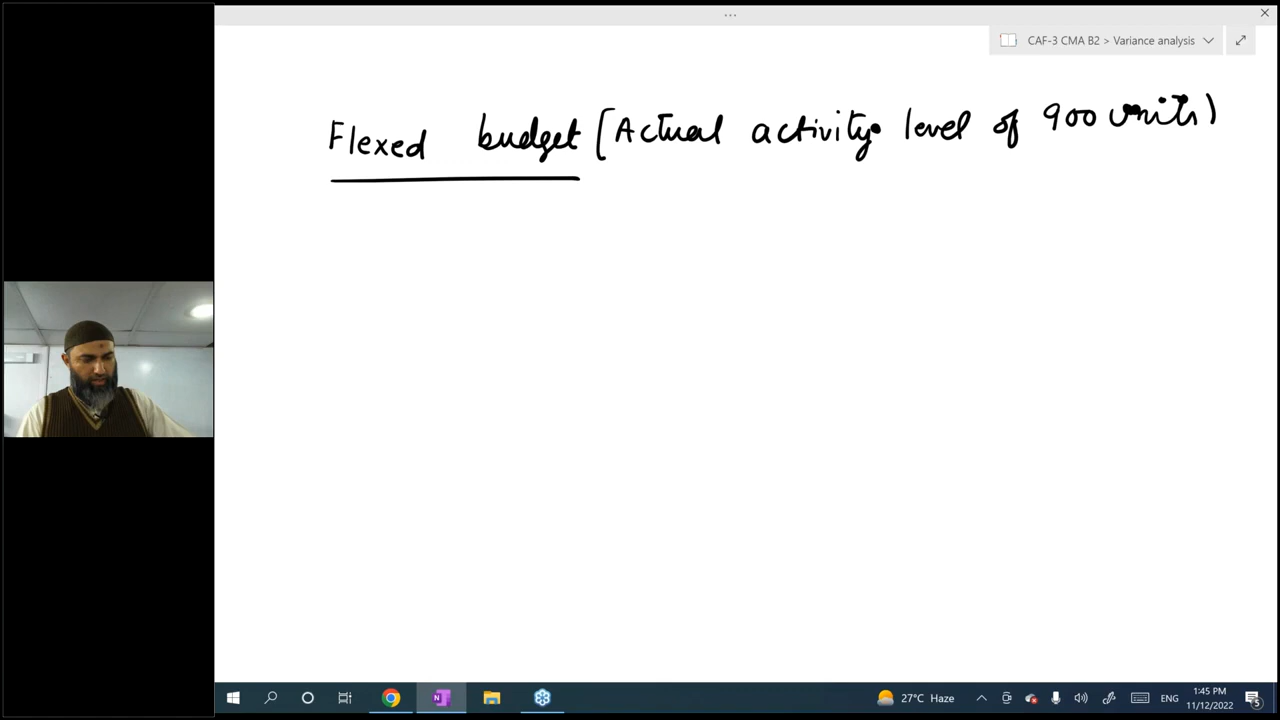 ...
CAF-3 CMA B2 > Variance analysis
Flexed budget [Actual activity level of 900 units)
27°C Haze
ENG
1:45 PM
11/12/2022
5